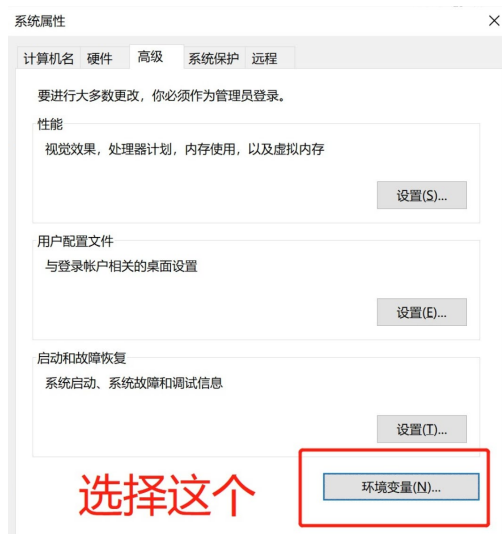 系统属性
计算机名 硬件 高级 系统保护 远程
要进行大多数更改，你必须作为管理员登录。
性能
视觉效果，处理器计划，内存使用，以及虚拟内存
设置(S)...
用户配置文件
与登录帐户相关的桌面设置
设置(E)...
启动和故障恢复
系统启动、系统故障和调试信息
设置(T)...
选择这个
环境变量(N)...